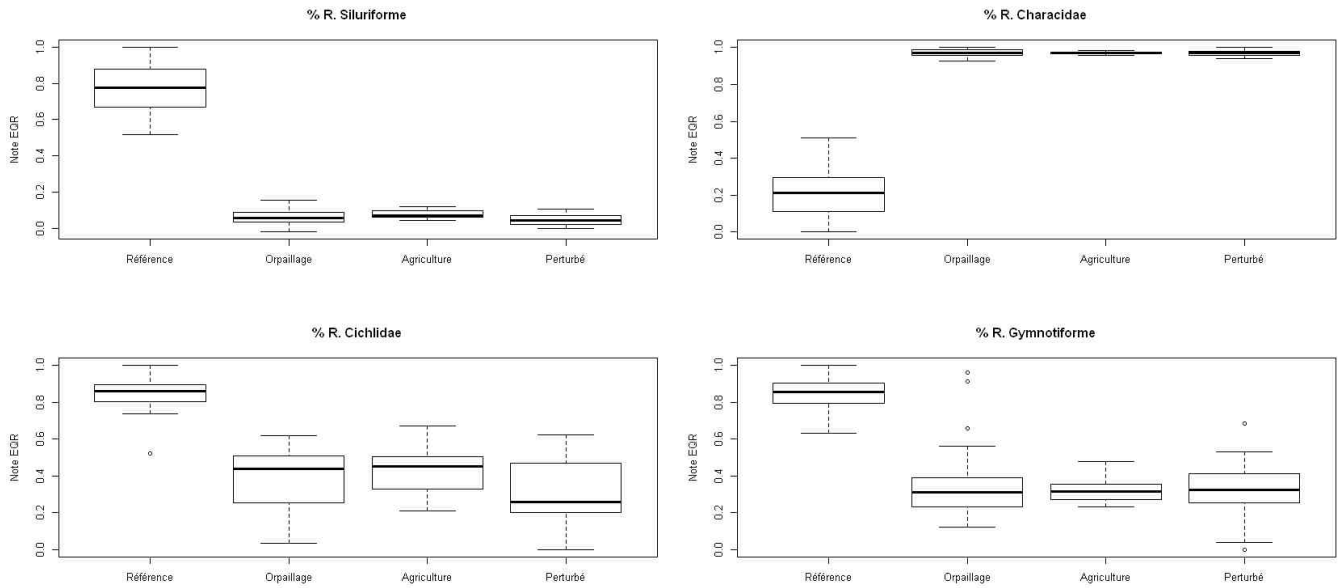 % R. Siluriforme
Note EQR
1.0
0.8
0.6
0.4
0.2
0.0
Référence Orpaillage Agriculture Perturbé
% R. Characidae
Note EQR
1.0
0.8
0.6
0.4
0.2
0.0
Référence Orpaillage Agriculture Perturbé
% R. Cichlidae
Note EQR
1.0
0.8
0.6
0.4
0.2
0.0
Référence Orpaillage Agriculture Perturbé
% R. Gymnotiforme
Note EQR
1.0
0.8
0.6
0.4
0.2
0.0
Référence Orpaillage Agriculture Perturbé